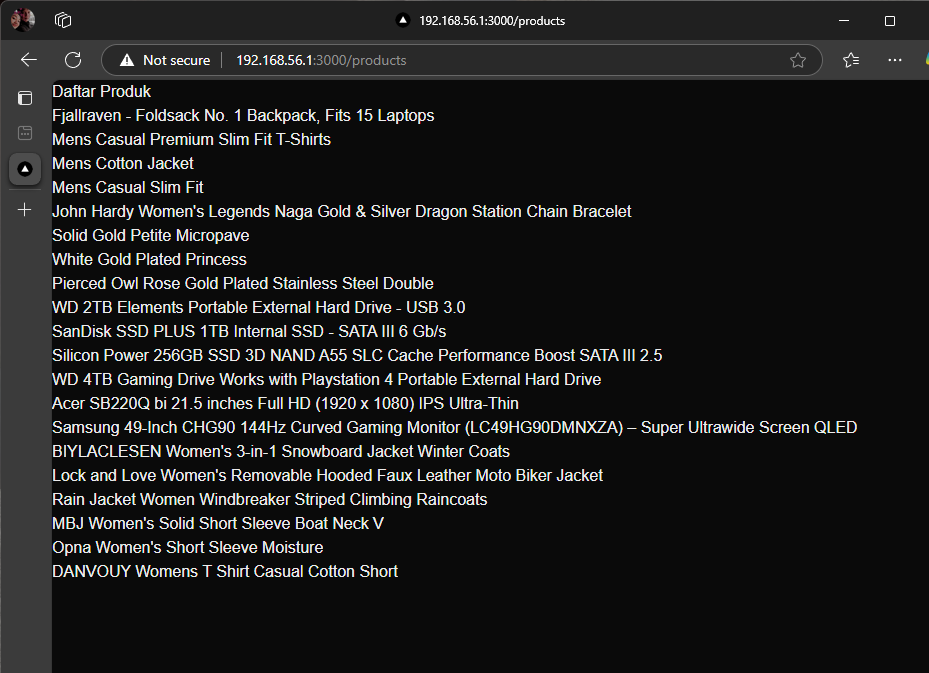 192.168.56.1:3000/products
Not secure
192.168.56.1:3000/products
Daftar Produk
Fjallraven - Foldsack No. 1 Backpack, Fits 15 Laptops
Mens Casual Premium Slim Fit T-Shirts
Mens Cotton Jacket
Mens Casual Slim Fit
John Hardy Women's Legends Naga Gold & Silver Dragon Station Chain Bracelet
Solid Gold Petite Micropave
White Gold Plated Princess
Pierced Owl Rose Gold Plated Stainless Steel Double
WD 2TB Elements Portable External Hard Drive - USB 3.0
SanDisk SSD PLUS 1TB Internal SSD - SATA III 6 Gb/s
Silicon Power 256GB SSD 3D NAND A55 SLC Cache Performance Boost SATA III 2.5
WD 4TB Gaming Drive Works with Playstation 4 Portable External Hard Drive
Acer SB220Q bi 21.5 inches Full HD (1920 x 1080) IPS Ultra-Thin
Samsung 49-Inch CHG90 144Hz Curved Gaming Monitor (LC49HG90DMNXZA) – Super Ultrawide Screen QLED
BIYLACLESEN Women's 3-in-1 Snowboard Jacket Winter Coats
Lock and Love Women's Removable Hooded Faux Leather Moto Biker Jacket
Rain Jacket Women Windbreaker Striped Climbing Raincoats
MBJ Women's Solid Short Sleeve Boat Neck V
Opna Women's Short Sleeve Moisture
DANVOUY Womens T Shirt Casual Cotton Short